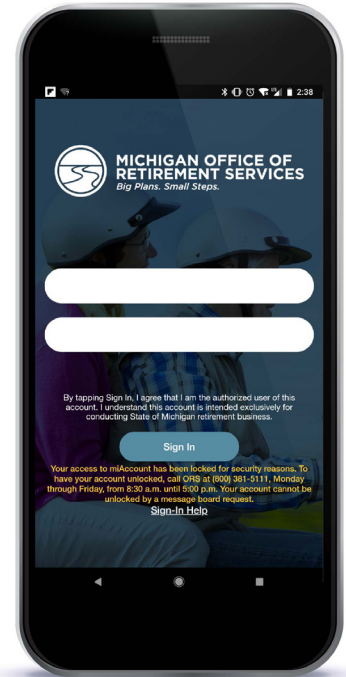 2:38
MICHIGAN OFFICE OF
RETIREMENT SERVICES
Big Plans. Small Steps.
By tapping Sign In, I agree that I am the authorized user of this
account. I understand this account is intended exclusively for
conducting State of Michigan retirement business.
Sign In
Your access to miAccount has been locked for security reasons. To
have your account unlocked, call ORS at (800) 381-5111, Monday
through Friday, from 8:30 a.m. until 5:00 p.m. Your account cannot be
unlocked by a message board request.
Sign-In Help